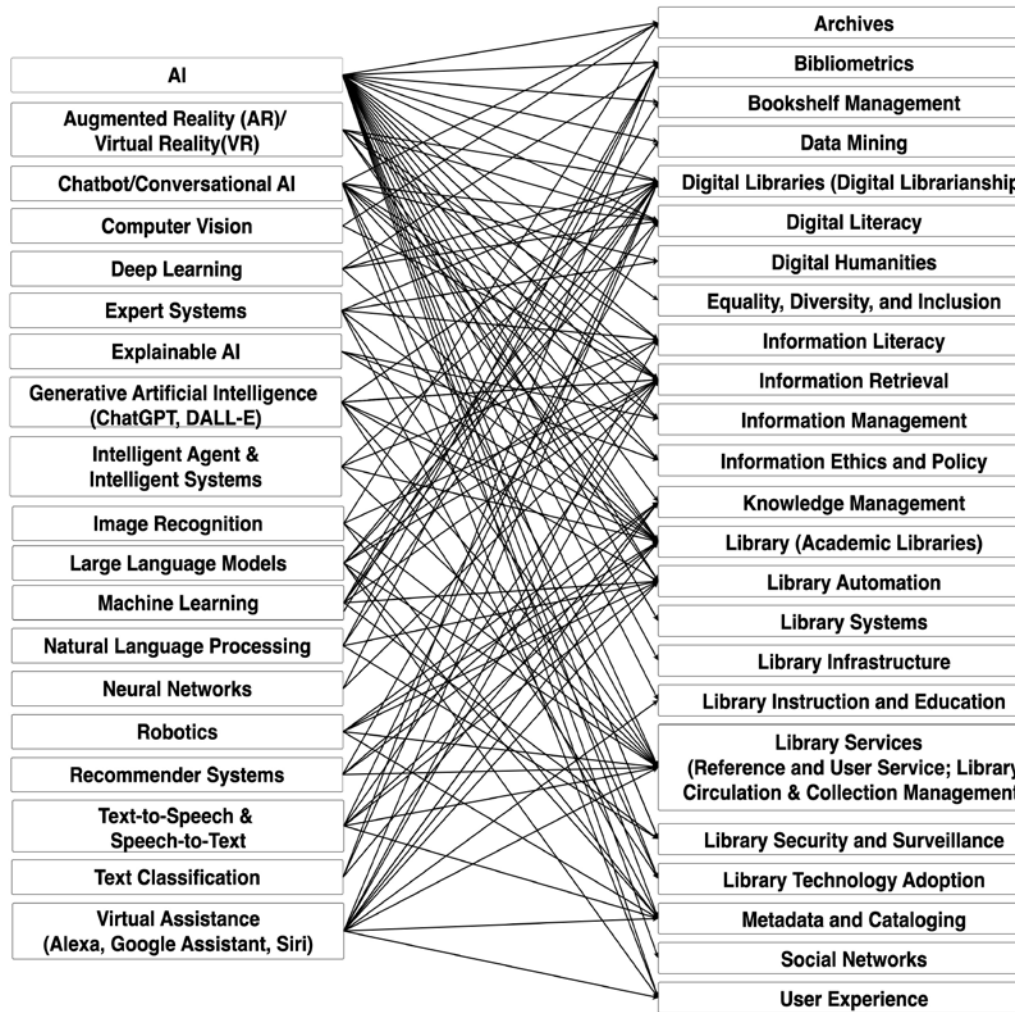 AI
Augmented Reality (AR)/
Virtual Reality(VR)
Chatbot/Conversational AI
Computer Vision
Deep Learning
Expert Systems
Explainable AI
Generative Artificial Intelligence
(ChatGPT, DALL-E)
Intelligent Agent &
Intelligent Systems
Image Recognition
Large Language Models
Machine Learning
Natural Language Processing
Neural Networks
Robotics
Recommender Systems
Text-to-Speech &
Speech-to-Text
Text Classification
Virtual Assistance
(Alexa, Google Assistant, Siri)
Archives
Bibliometrics
Bookshelf Management
Data Mining
Digital Libraries (Digital Librarianship
Digital Literacy
Digital Humanities
Equality, Diversity, and Inclusion
Information Literacy
Information Retrieval
Information Management
Information Ethics and Policy
Knowledge Management
Library (Academic Libraries)
Library Automation
Library Systems
Library Infrastructure
Library Instruction and Education
Library Services
(Reference and User Service; Library
Circulation & Collection Management
Library Security and Surveillance
Library Technology Adoption
Metadata and Cataloging
Social Networks
User Experience